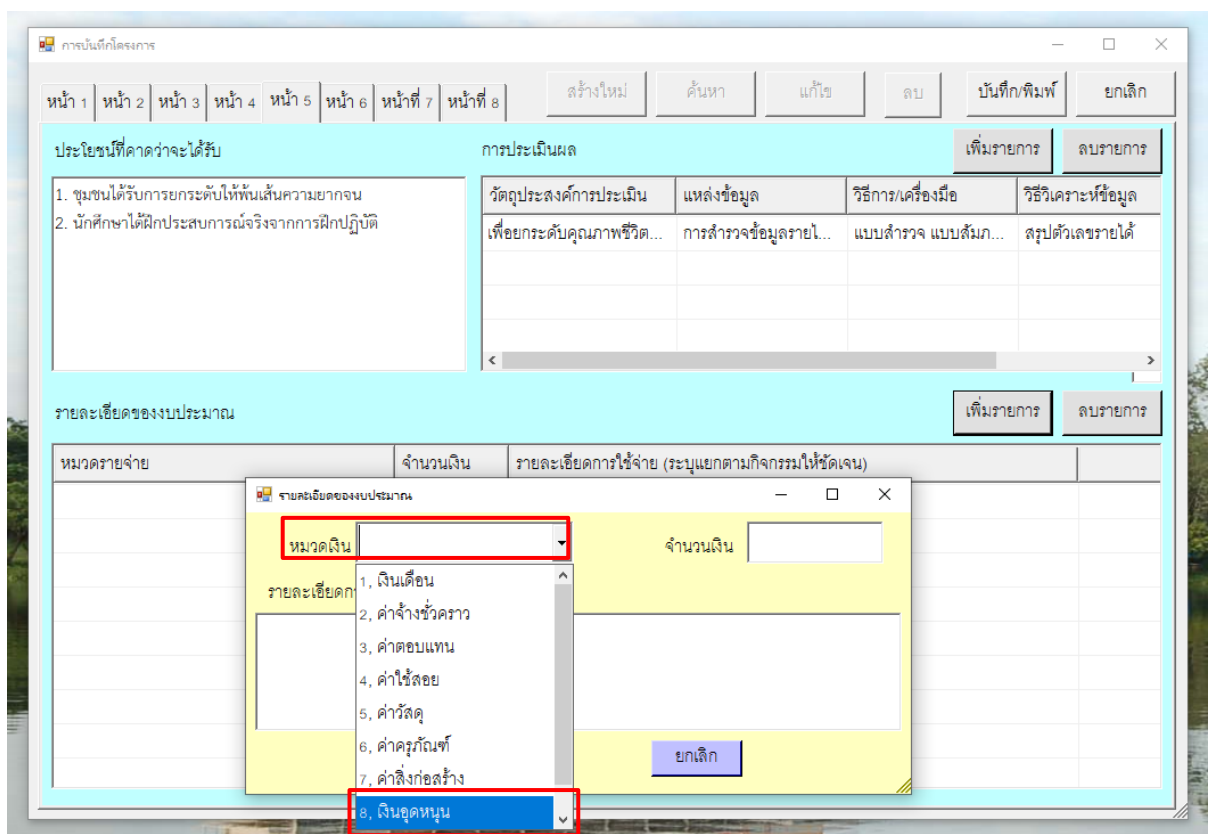 การบันทึกโครงการ
หน้า 1 หน้า 2 หน้า 3 หน้า 4 หน้า 5 หน้า 6 หน้าที่ 7 หน้าที่ 8 สร้างใหม่ ค้นหา แก้ไข ลบ บันทึก/พิมพ์ ยกเลิก
ประโยชน์ที่คาดว่าจะได้รับ การประเมินผล เพิ่มรายการ ลบรายการ
1. ชุมชนได้รับการยกระดับให้พ้นเส้นความยากจน
2. นักศึกษาได้ฝึกประสบการณ์จริงจากการฝึกปฏิบัติ
วัตถุประสงค์การประเมิน แหล่งข้อมูล วิธีการ/เครื่องมือ วิธีวิเคราะห์ข้อมูล
เพื่อยกระดับคุณภาพชีวิต... การสำรวจข้อมูลรายไ... แบบสำรวจ แบบสัมภ... สรุปตัวเลขรายได้
รายละเอียดของงบประมาณ เพิ่มรายการ ลบรายการ
หมวดรายจ่าย จำนวนเงิน รายละเอียดการใช้จ่าย (ระบุแยกตามกิจกรรมให้ชัดเจน)
รายละเอียดของงบประมาณ
หมวดเงิน จำนวนเงิน
รายละเอียดก
1, เงินเดือน
2, ค่าจ้างชั่วคราว
3, ค่าตอบแทน
4, ค่าใช้สอย
5, ค่าวัสดุ
6, ค่าครุภัณฑ์
7, ค่าสิ่งก่อสร้าง
8, เงินอุดหนุน
ยกเลิก